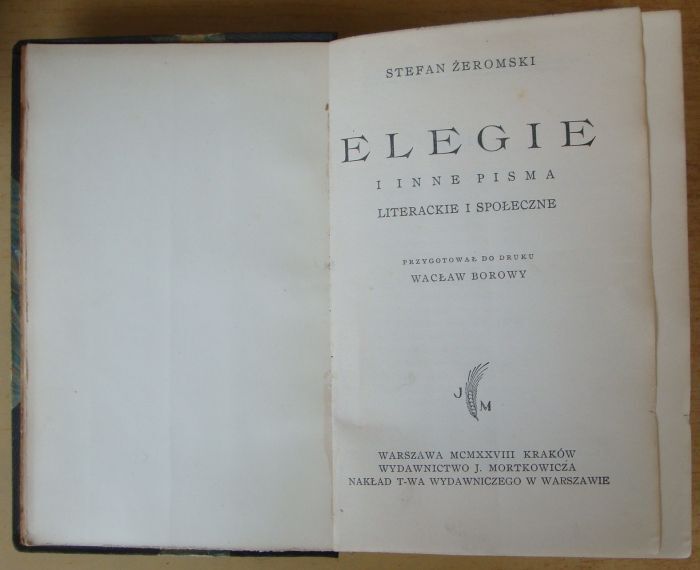 STEFAN ŻEROMSKI
ELEGIE
I INNE PISMA
LITERACKIE I SPOŁECZNE
PRZYGOTOWAŁ DO DRUKU
WACŁAW BOROWY
J M
WARSZAWA MCMXXVIII KRAKÓW
WYDAWNICTWO J. MORTKOWICZA
NAKŁAD T-WA WYDAWNICZEGO W WARSZAWIE